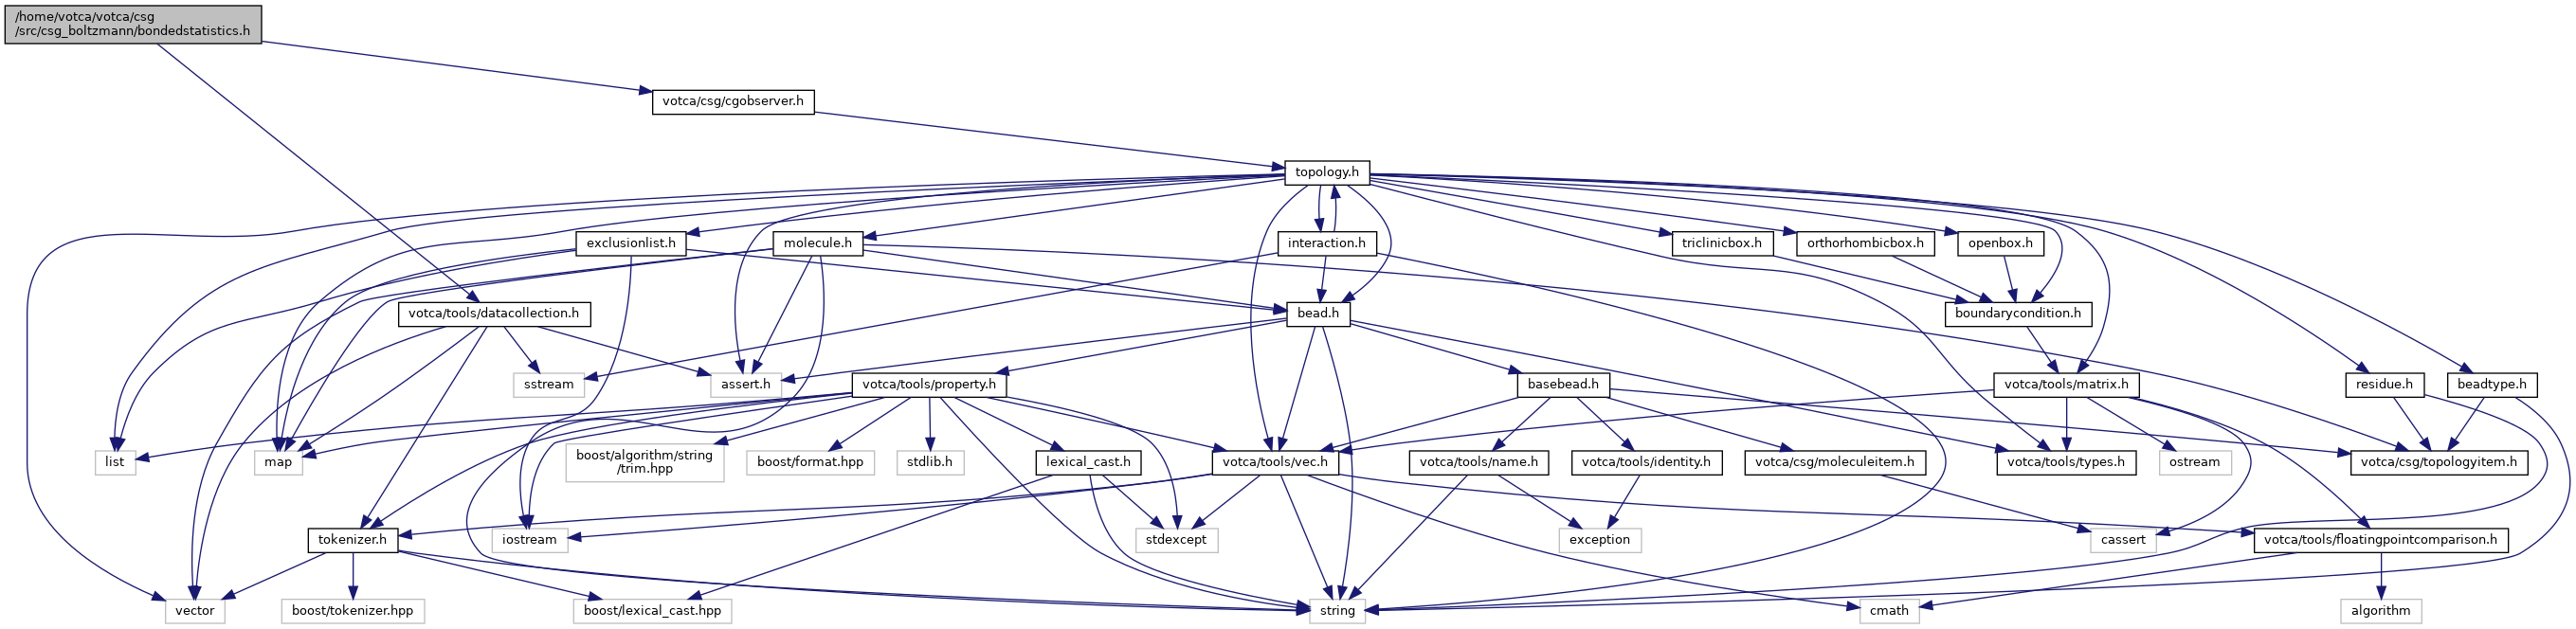 /home/votca/votca/csg
/src/csg_boltzmann/bondedstatistics.h
votca/csg/cgobserver.h
topology.h
exclusionlist.h
molecule.h
interaction.h
triclinicbox.h
orthorhombicbox.h
openbox.h
votca/tools/datacollection.h
bead.h
boundarycondition.h
sstream
assert.h
votca/tools/property.h
basebead.h
votca/tools/matrix.h
residue.h
beadtype.h
list
map
boost/algorithm/string
/trim.hpp
boost/format.hpp
stdlib.h
lexical_cast.h
votca/tools/vec.h
votca/tools/name.h
votca/tools/identity.h
votca/csg/moleculeitem.h
votca/tools/types.h
ostream
votca/csg/topologyitem.h
tokenizer.h
iostream
stdexcept
exception
cassert
votca/tools/floatingpointcomparison.h
vector
boost/tokenizer.hpp
boost/lexical_cast.hpp
string
cmath
algorithm